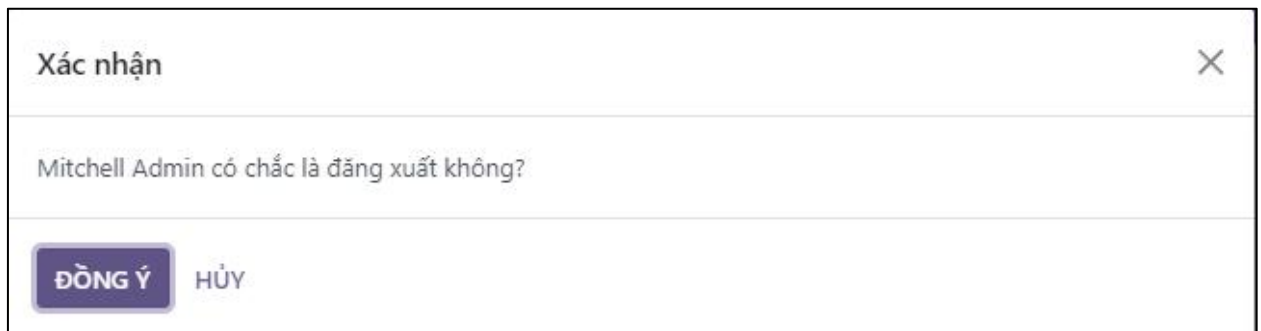 Xác nhận
Mitchell Admin có chắc là đăng xuất không?
ĐỒNG Ý HỦY